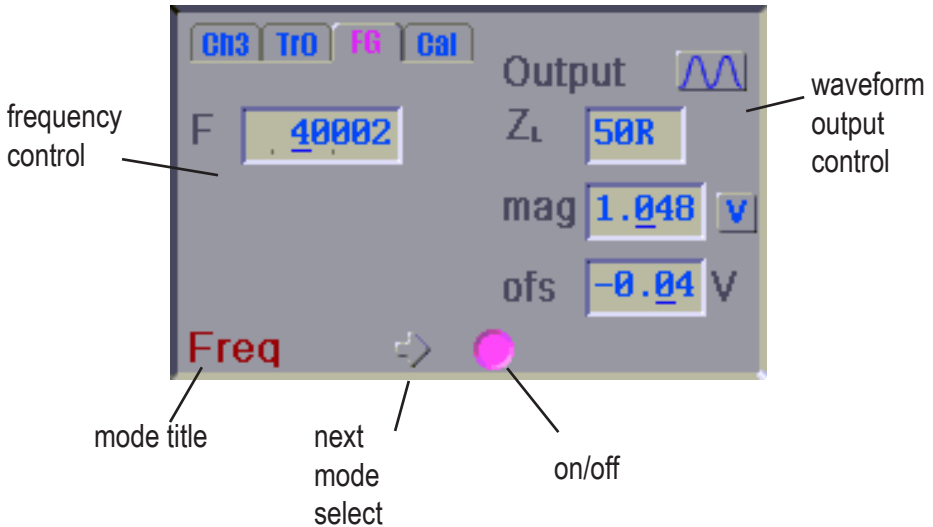 Ch3 Tr0 FG Cal
Output
F 40002
ZL 50R
mag 1.048 V
ofs -0.04 V
Freq
frequency
control
waveform
output
control
mode title
next
mode
select
on/off